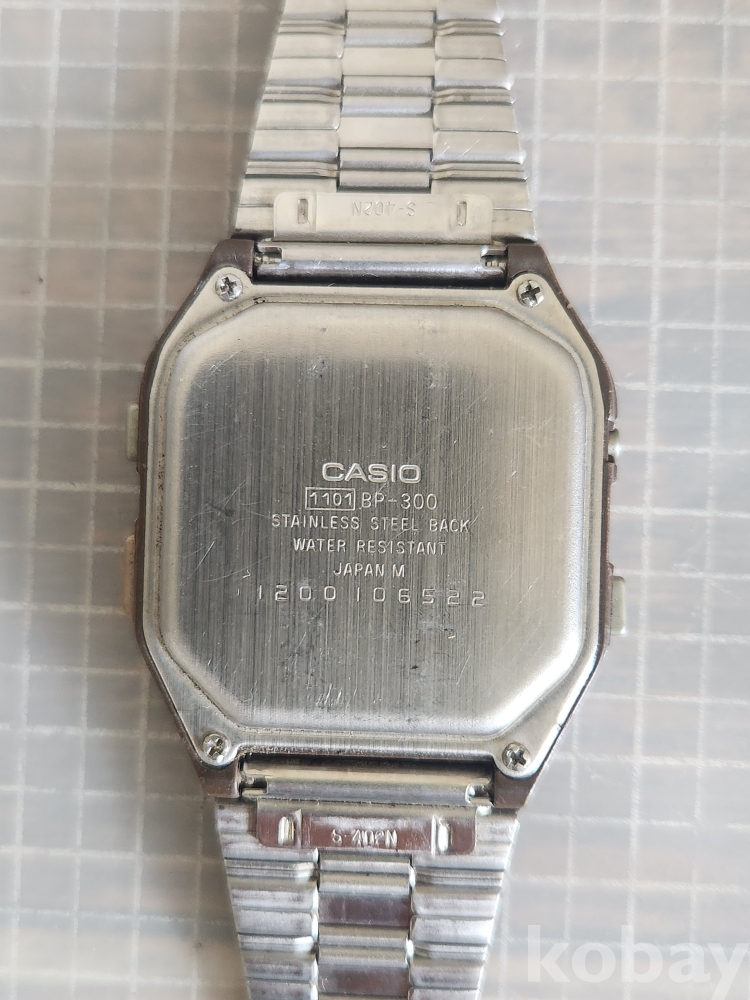 S-402N
CASIO
1101 BP-300
STAINLESS STEEL BACK
WATER RESISTANT
JAPAN M
1200106522
S-402N
kobay